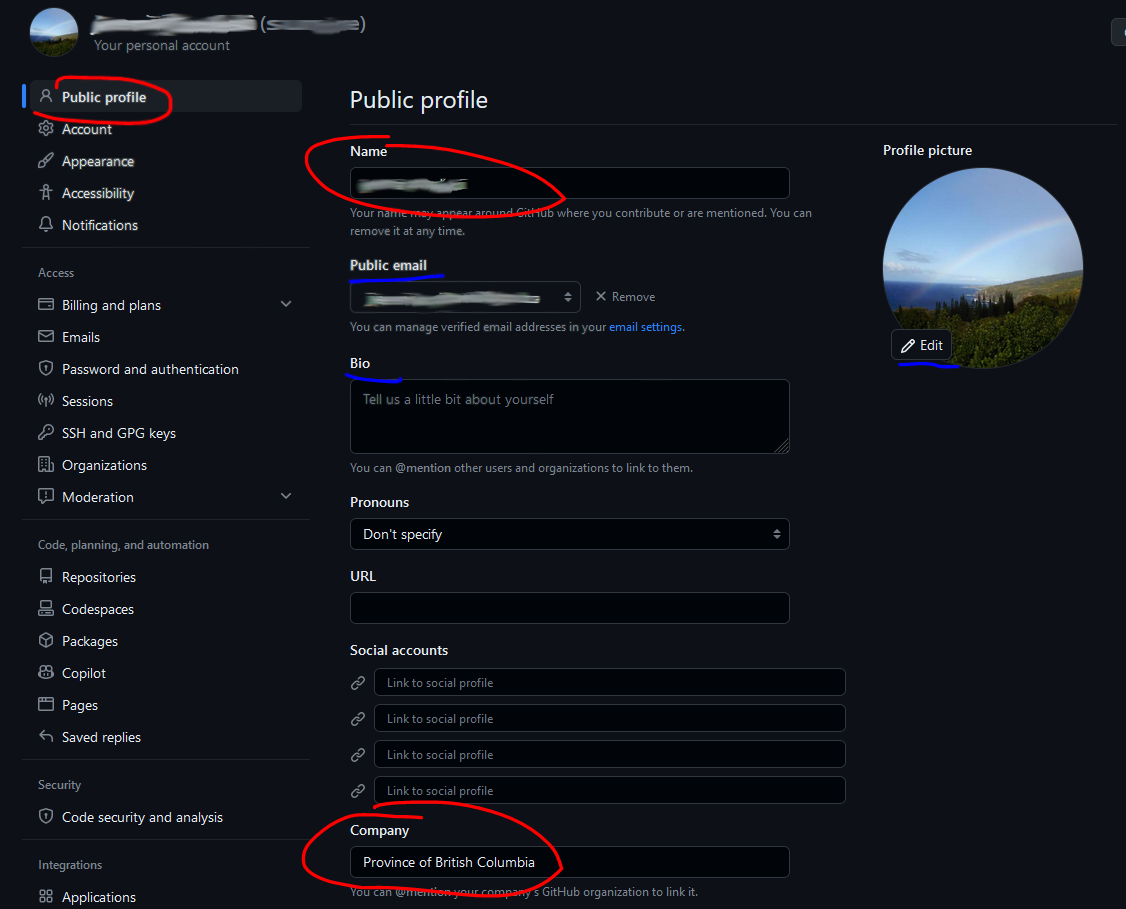 Your personal account
Public profile
Account
Appearance
Accessibility
Notifications
Access
Billing and plans
Emails
Password and authentication
Sessions
SSH and GPG keys
Organizations
Moderation
Code, planning, and automation
Repositories
Codespaces
Packages
Copilot
Pages
Saved replies
Security
Code security and analysis
Integrations
Applications
Public profile
Name
Your name may appear around GitHub where you contribute or are mentioned. You can
remove it at any time.
Public email
Remove
You can manage verified email addresses in your email settings.
Bio
Tell us a little bit about yourself
You can @mention other users and organizations to link to them.
Pronouns
Don't specify
URL
Social accounts
Link to social profile
Link to social profile
Link to social profile
Link to social profile
Company
Province of British Columbia
You can @mention your company's GitHub organization to link it.
Profile picture
Edit